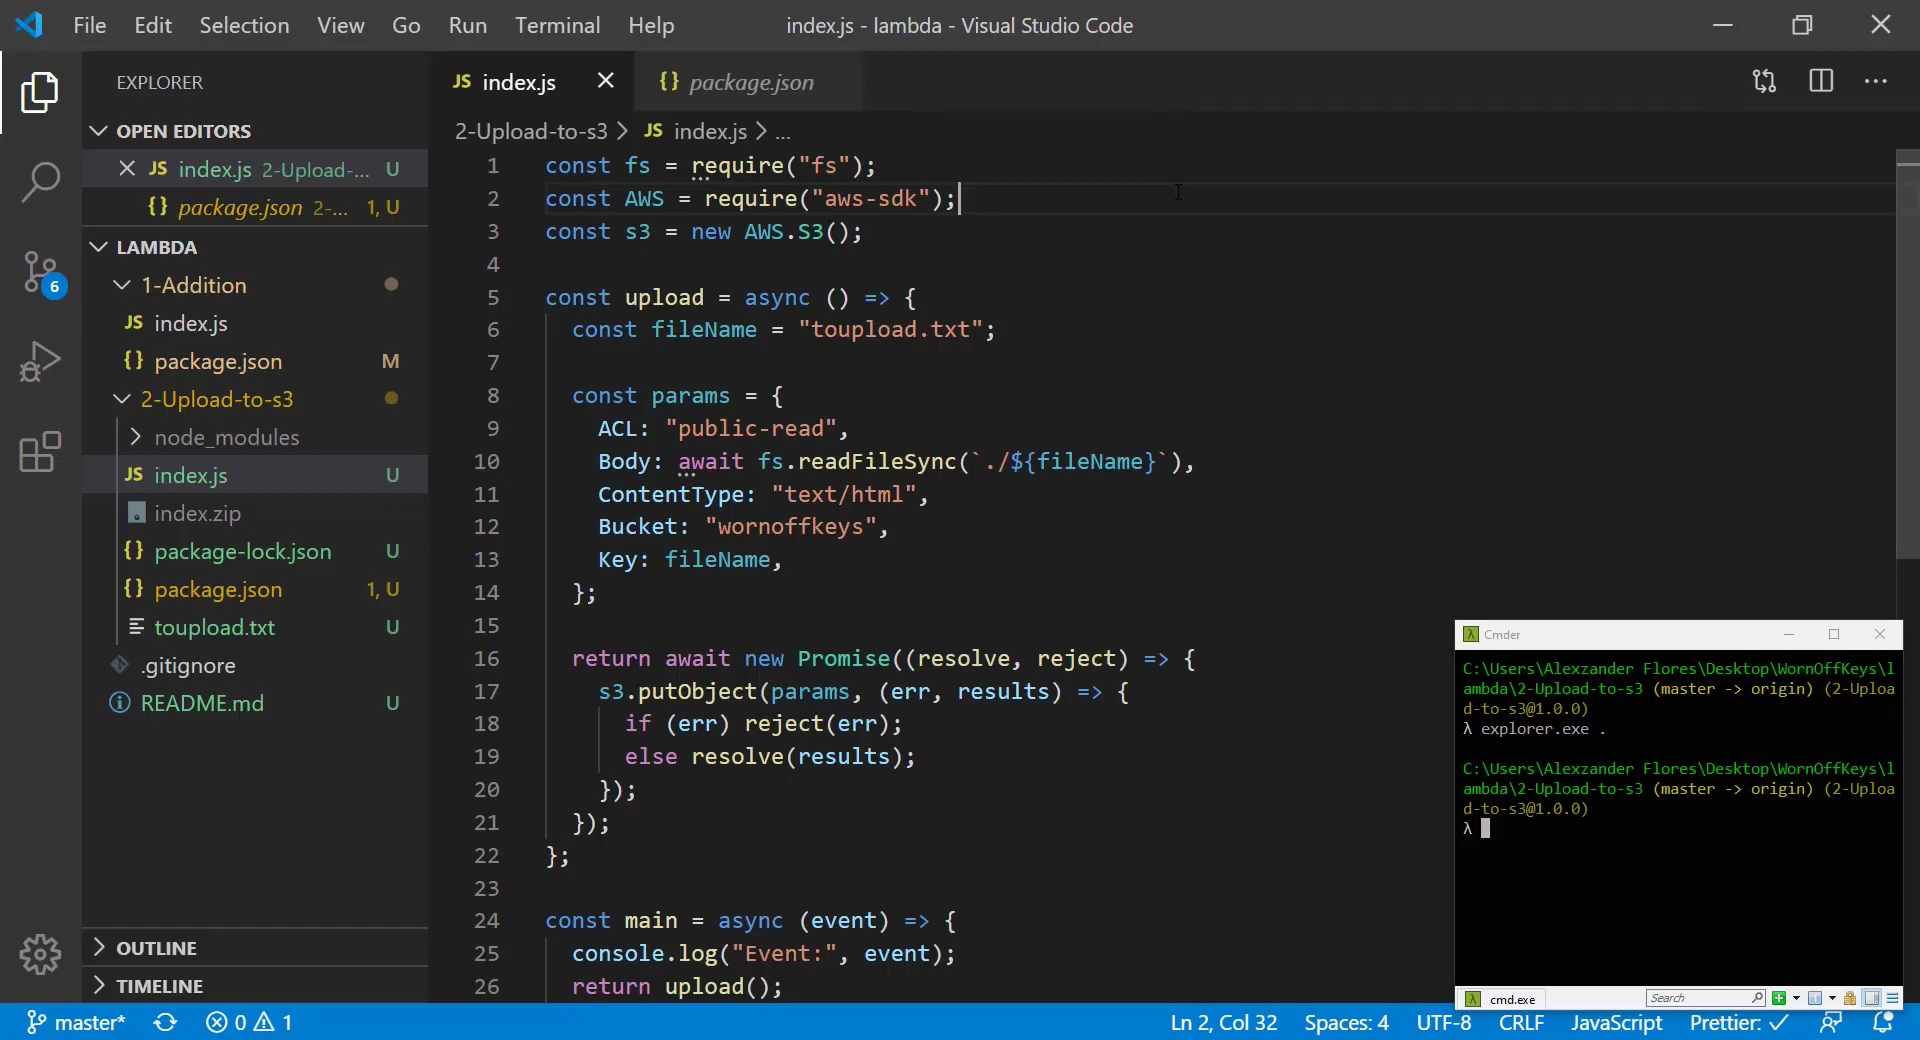 File Edit Selection View Go Run Terminal Help index.js - lambda - Visual Studio Code
EXPLORER
OPEN EDITORS
JS index.js 2-Upload-... U
{} package.json 2-... 1, U
LAMBDA
1-Addition
JS index.js
{} package.json M
2-Upload-to-s3
node_modules
JS index.js U
index.zip
{} package-lock.json U
{} package.json 1, U
toupload.txt U
.gitignore
README.md U
OUTLINE
TIMELINE
6
JS index.js {} package.json
2-Upload-to-s3 > JS index.js > ...
1 const fs = require("fs");
2 const AWS = require("aws-sdk");
3 const s3 = new AWS.S3();
4
5 const upload = async () => {
6 const fileName = "toupload.txt";
7
8 const params = {
9 ACL: "public-read",
10 Body: await fs.readFileSync(`./${fileName}`),
11 ContentType: "text/html",
12 Bucket: "wornoffkeys",
13 Key: fileName,
14 };
15
16 return await new Promise((resolve, reject) => {
17 s3.putObject(params, (err, results) => {
18 if (err) reject(err);
19 else resolve(results);
20 });
21 });
22 };
23
24 const main = async (event) => {
25 console.log("Event:", event);
26 return upload();
λ Cmder
C:\Users\Alexzander Flores\Desktop\WornOffKeys\l
ambda\2-Upload-to-s3 (master -> origin) (2-Uploa
d-to-s3@1.0.0)
λ explorer.exe .
C:\Users\Alexzander Flores\Desktop\WornOffKeys\l
ambda\2-Upload-to-s3 (master -> origin) (2-Uploa
d-to-s3@1.0.0)
λ
λ cmd.exe Search
master* 0 1 Ln 2, Col 32 Spaces: 4 UTF-8 CRLF JavaScript Prettier: ✓